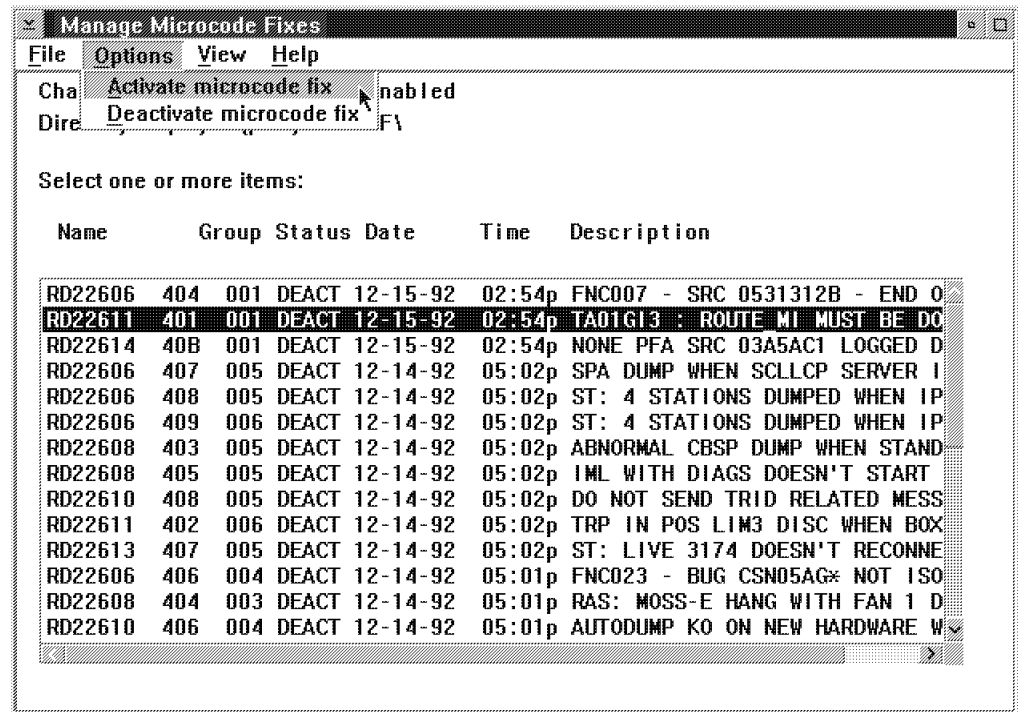 Manage Microcode Fixes
File Options View Help
Activate microcode fix
Deactivate microcode fix
Cha nabled
Dire F\
Select one or more items:
Name Group Status Date Time Description
RD22606 404 001 DEACT 12-15-92 02:54p FNC007 - SRC 0531312B - END O
RD22611 401 001 DEACT 12-15-92 02:54p TA01GI3 : ROUTE_MI MUST BE DO
RD22614 40B 001 DEACT 12-15-92 02:54p NONE PFA SRC 03A5AC1 LOGGED D
RD22606 407 005 DEACT 12-14-92 05:02p SPA DUMP WHEN SCLLCP SERVER I
RD22606 408 005 DEACT 12-14-92 05:02p ST: 4 STATIONS DUMPED WHEN IP
RD22606 409 006 DEACT 12-14-92 05:02p ST: 4 STATIONS DUMPED WHEN IP
RD22608 403 005 DEACT 12-14-92 05:02p ABNORMAL CBSP DUMP WHEN STAND
RD22608 405 005 DEACT 12-14-92 05:02p IML WITH DIAGS DOESN'T START
RD22610 408 005 DEACT 12-14-92 05:02p DO NOT SEND TRID RELATED MESS
RD22611 402 006 DEACT 12-14-92 05:02p TRP IN POS LIM3 DISC WHEN BOX
RD22613 407 005 DEACT 12-14-92 05:02p ST: LIVE 3174 DOESN'T RECONNE
RD22606 406 004 DEACT 12-14-92 05:01p FNC023 - BUG CSN05AG* NOT ISO
RD22608 404 003 DEACT 12-14-92 05:01p RAS: MOSS-E HANG WITH FAN 1 D
RD22610 406 004 DEACT 12-14-92 05:01p AUTODUMP KO ON NEW HARDWARE W